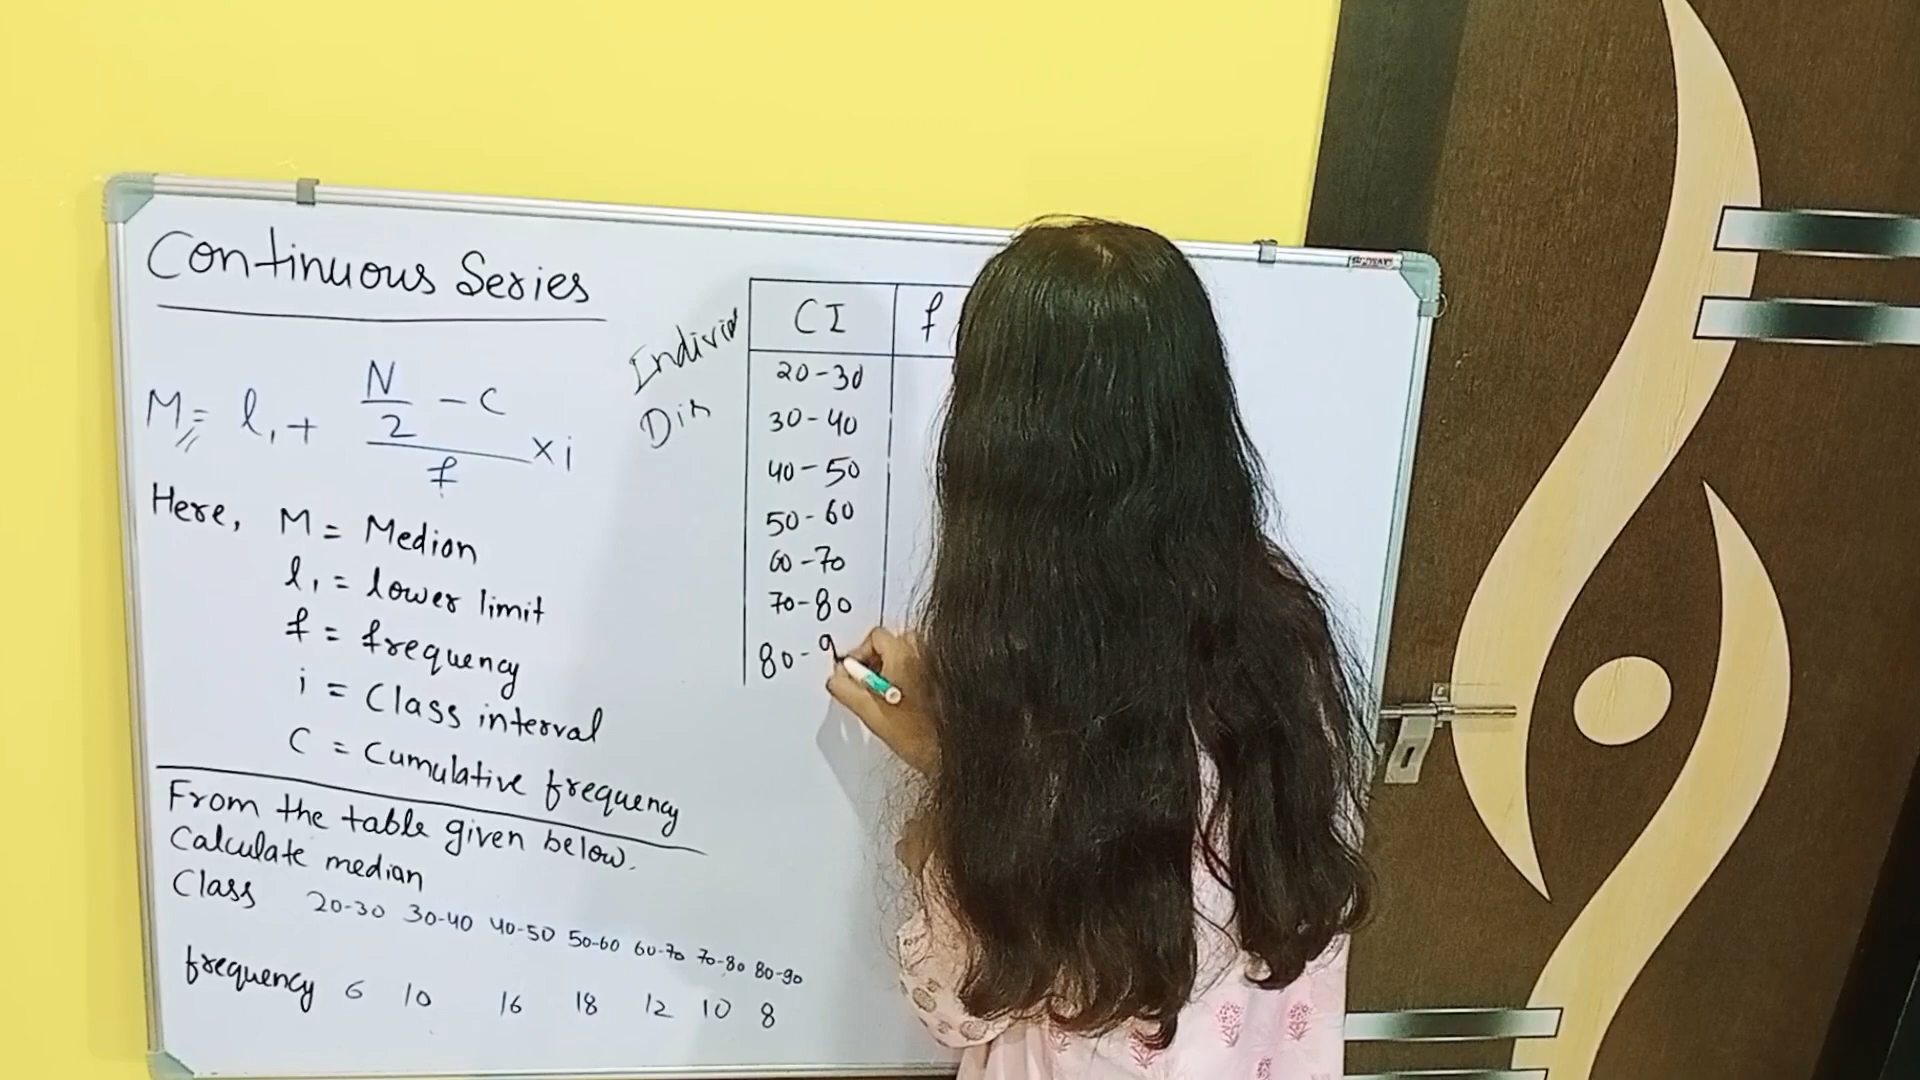 Continuous Series
M = l₁ + (N/2 - C)/f × i
Here, M = Medion
l₁ = lower limit
f = frequency
i = Class interval
C = Cumulative frequency
From the table given below.
Calculate median
Class 20-30 30-40 40-50 50-60 60-70 70-80 80-90
frequency 6 10 16 18 12 10 8
Dis
CI f
20-30
30-40
40-50
50-60
60-70
70-80
80-9